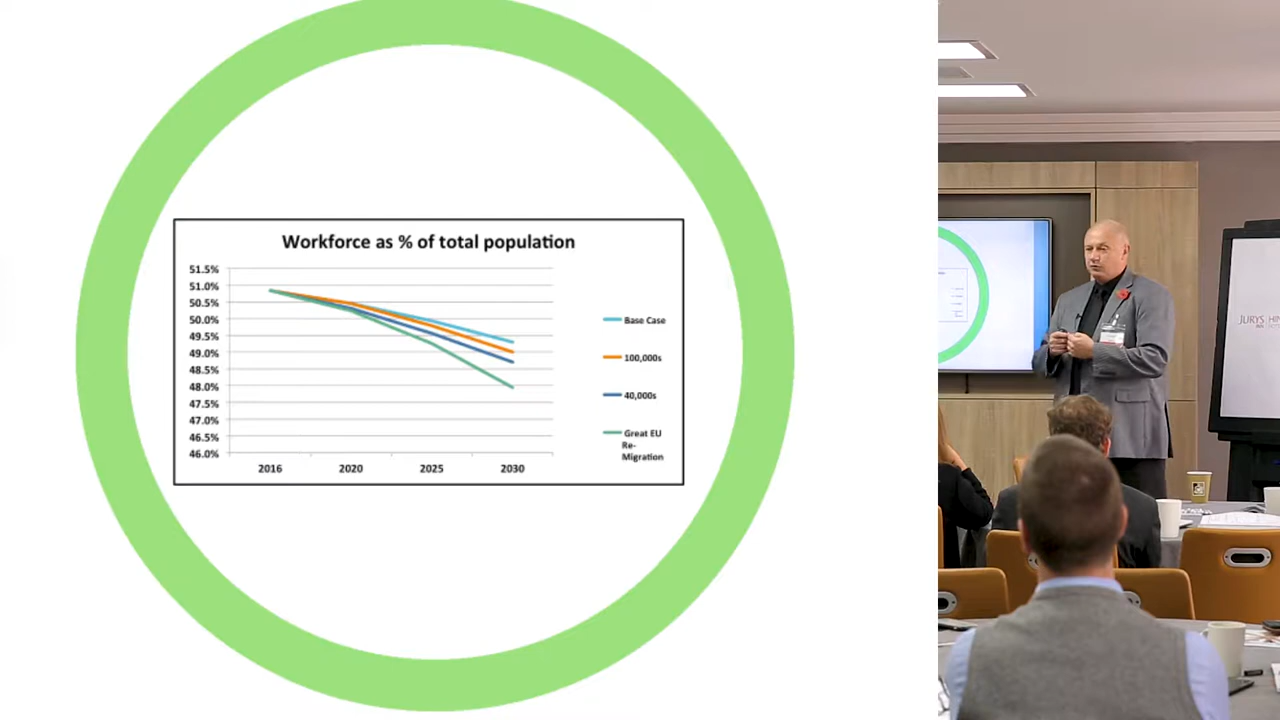 Workforce as % of total population
51.5%
51.0%
50.5%
50.0%
49.5%
49.0%
48.5%
48.0%
47.5%
47.0%
46.5%
46.0%
2016 2020 2025 2030
Base Case
100,000s
40,000s
Great EU
Re-
Migration
JURYS
INN